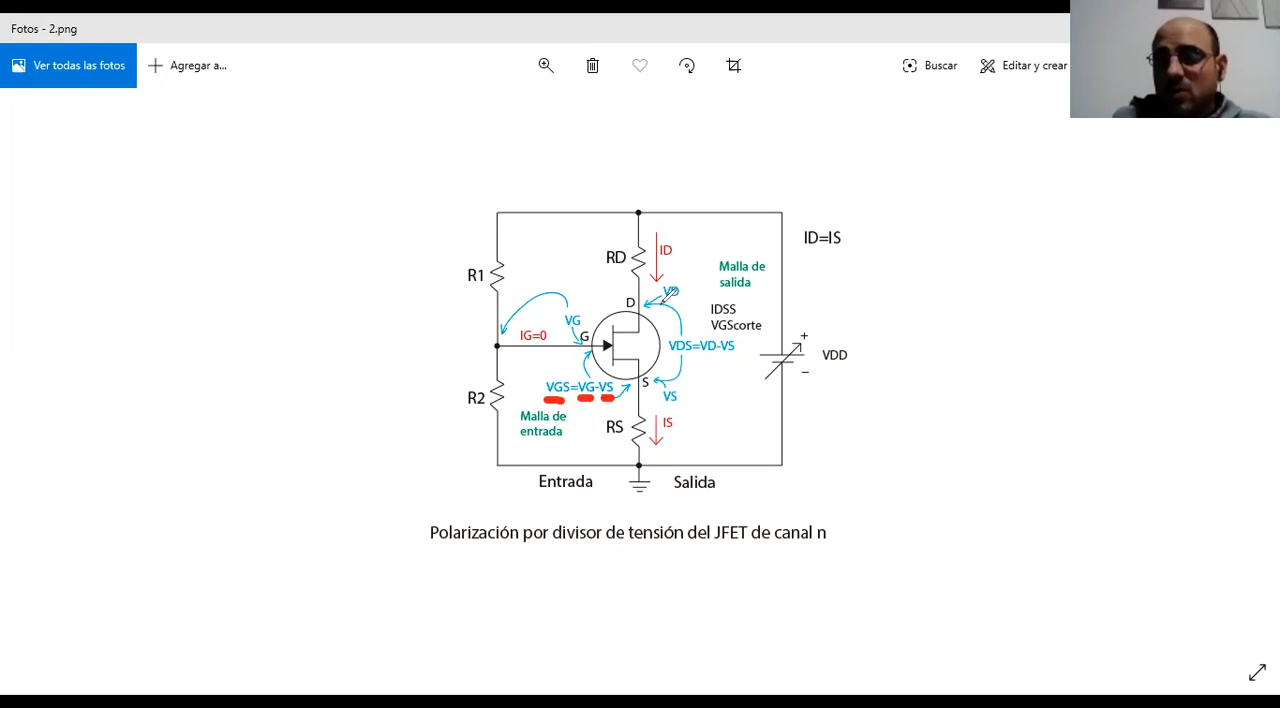 Fotos - 2.png
Ver todas las fotos
Agregar a...
Buscar
Editar y crear
ID=IS
RD
ID
Malla de
salida
R1
VD
D
IDSS
VGScorte
VG
IG=0
G
+
VDS=VD-VS
VDD
-
VGS=VG-VS
S
R2
VS
Malla de
entrada
RS
IS
Entrada
Salida
Polarización por divisor de tensión del JFET de canal n